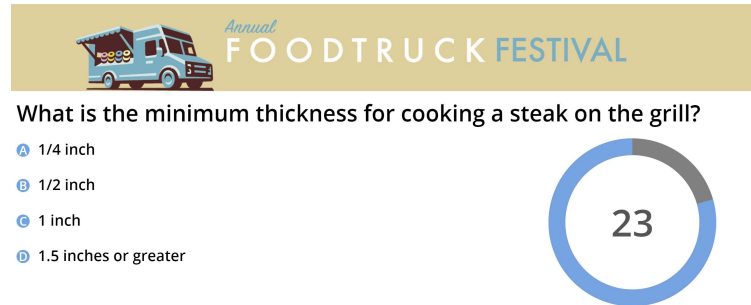 Annual
FOODTRUCK FESTIVAL
What is the minimum thickness for cooking a steak on the grill?
A 1/4 inch
B 1/2 inch
C 1 inch
D 1.5 inches or greater
23